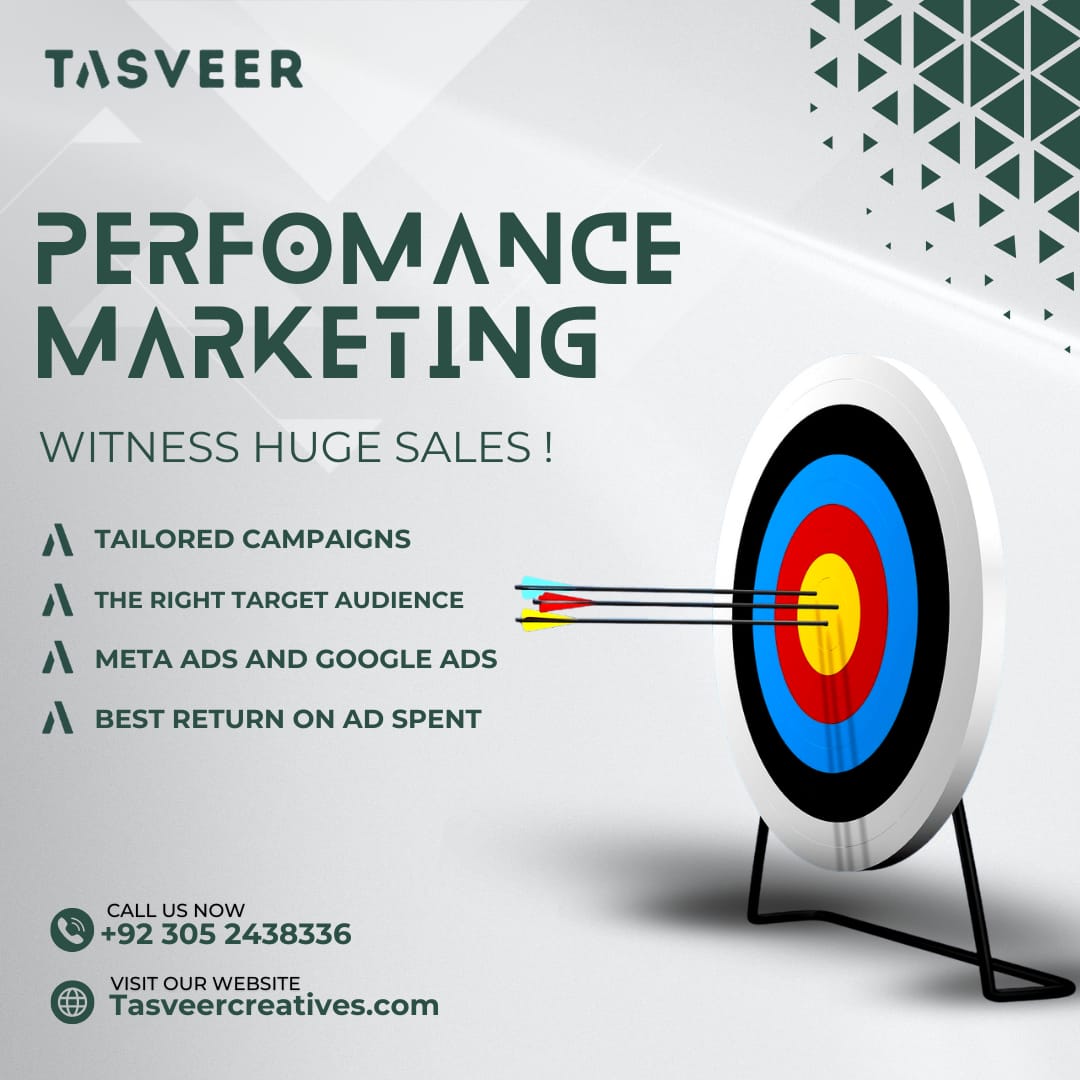 TASVEER
PERFOMANCE
MARKETING
WITNESS HUGE SALES !
TAILORED CAMPAIGNS
THE RIGHT TARGET AUDIENCE
META ADS AND GOOGLE ADS
BEST RETURN ON AD SPENT
CALL US NOW
+92 305 2438336
VISIT OUR WEBSITE
Tasveercreatives.com